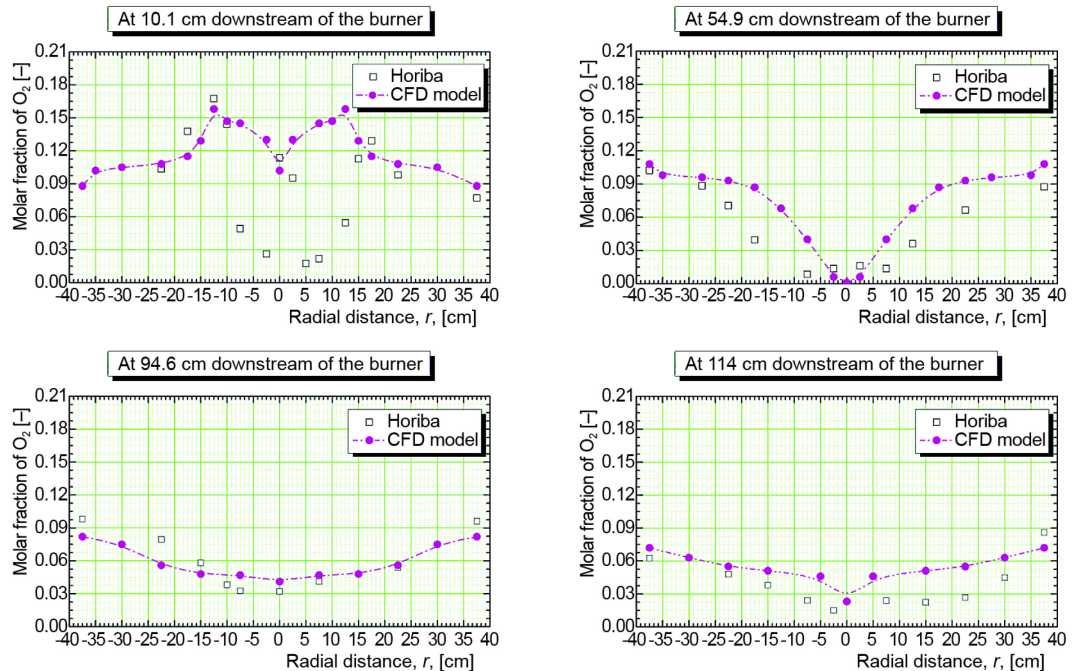 At 10.1 cm downstream of the burner
Molar fraction of O2 [–]
0.21
0.18
0.15
0.12
0.09
0.06
0.03
0.00
Horiba
CFD model
-40 -35 -30 -25 -20 -15 -10 -5 0 5 10 15 20 25 30 35 40
Radial distance, r, [cm]
At 54.9 cm downstream of the burner
Molar fraction of O2 [–]
0.21
0.18
0.15
0.12
0.09
0.06
0.03
0.00
Horiba
CFD model
-40 -35 -30 -25 -20 -15 -10 -5 0 5 10 15 20 25 30 35 40
Radial distance, r, [cm]
At 94.6 cm downstream of the burner
Molar fraction of O2 [–]
0.21
0.18
0.15
0.12
0.09
0.06
0.03
0.00
Horiba
CFD model
-40 -35 -30 -25 -20 -15 -10 -5 0 5 10 15 20 25 30 35 40
Radial distance, r, [cm]
At 114 cm downstream of the burner
Molar fraction of O2 [–]
0.21
0.18
0.15
0.12
0.09
0.06
0.03
0.00
Horiba
CFD model
-40 -35 -30 -25 -20 -15 -10 -5 0 5 10 15 20 25 30 35 40
Radial distance, r, [cm]